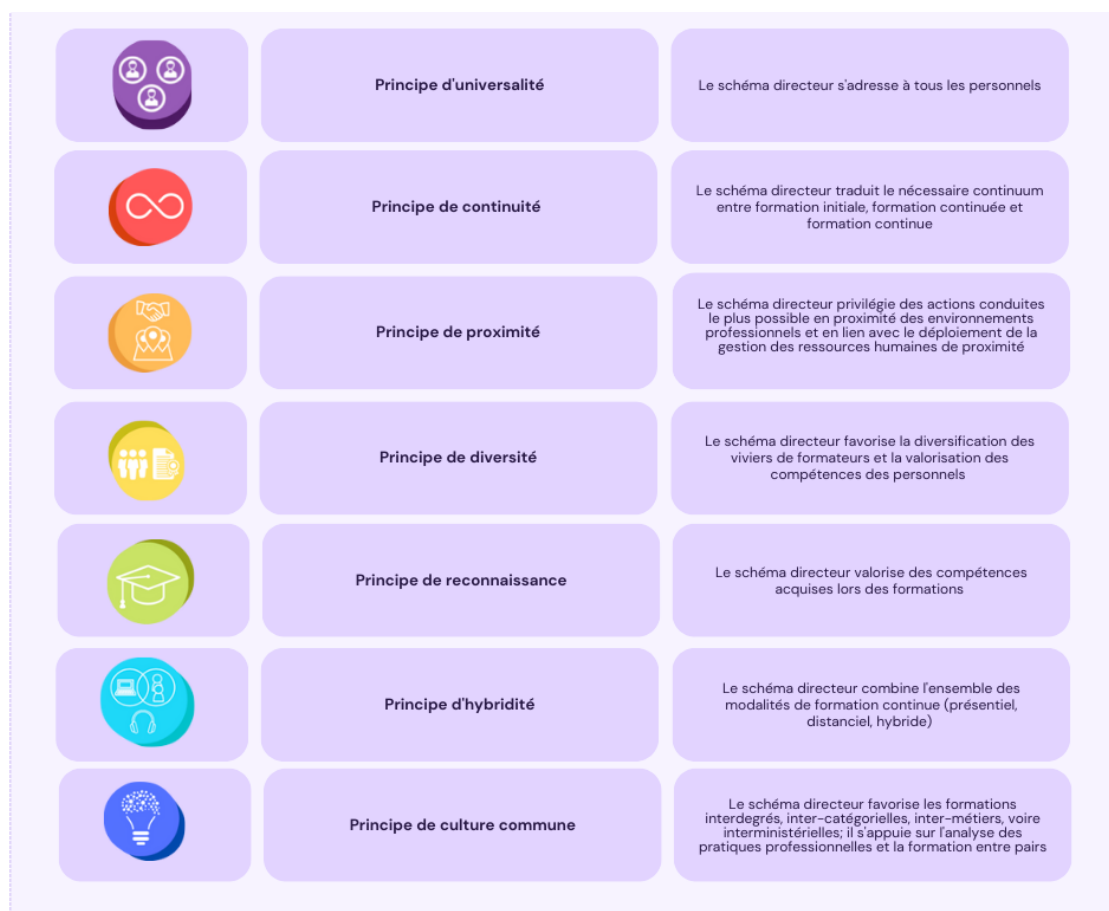 Principe d'universalité
Le schéma directeur s'adresse à tous les personnels
Principe de continuité
Le schéma directeur traduit le nécessaire continuum
entre formation initiale, formation continuée et
formation continue
Principe de proximité
Le schéma directeur privilégie des actions conduites
le plus possible en proximité des environnements
professionnels et en lien avec le déploiement de la
gestion des ressources humaines de proximité
Principe de diversité
Le schéma directeur favorise la diversification des
viviers de formateurs et la valorisation des
compétences des personnels
Principe de reconnaissance
Le schéma directeur valorise des compétences
acquises lors des formations
Principe d'hybridité
Le schéma directeur combine l'ensemble des
modalités de formation continue (présentiel,
distanciel, hybride)
Principe de culture commune
Le schéma directeur favorise les formations
interdegrés, inter-catégorielles, inter-métiers, voire
interministérielles; il s'appuie sur l'analyse des
pratiques professionnelles et la formation entre pairs